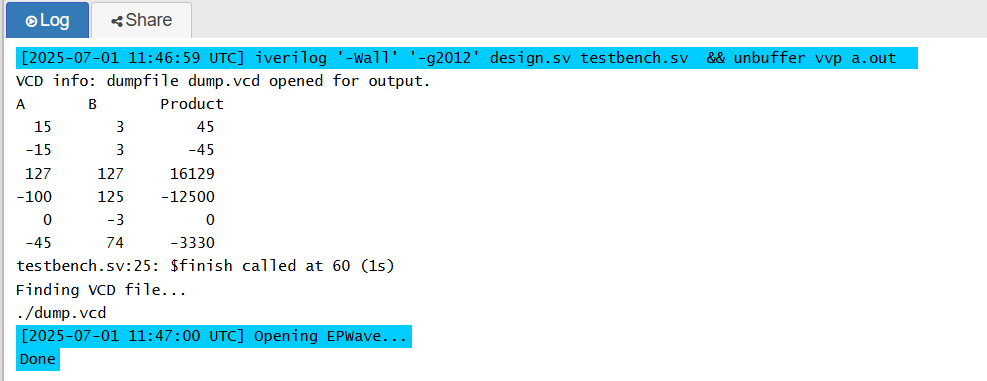 Log Share
[2025-07-01 11:46:59 UTC] iverilog '-Wall' '-g2012' design.sv testbench.sv  && unbuffer vvp a.out
VCD info: dumpfile dump.vcd opened for output.
A       B       Product
  15       3        45
 -15       3       -45
 127     127     16129
-100     125    -12500
   0      -3         0
 -45      74     -3330
testbench.sv:25: $finish called at 60 (1s)
Finding VCD file...
./dump.vcd
[2025-07-01 11:47:00 UTC] Opening EPWave...
Done